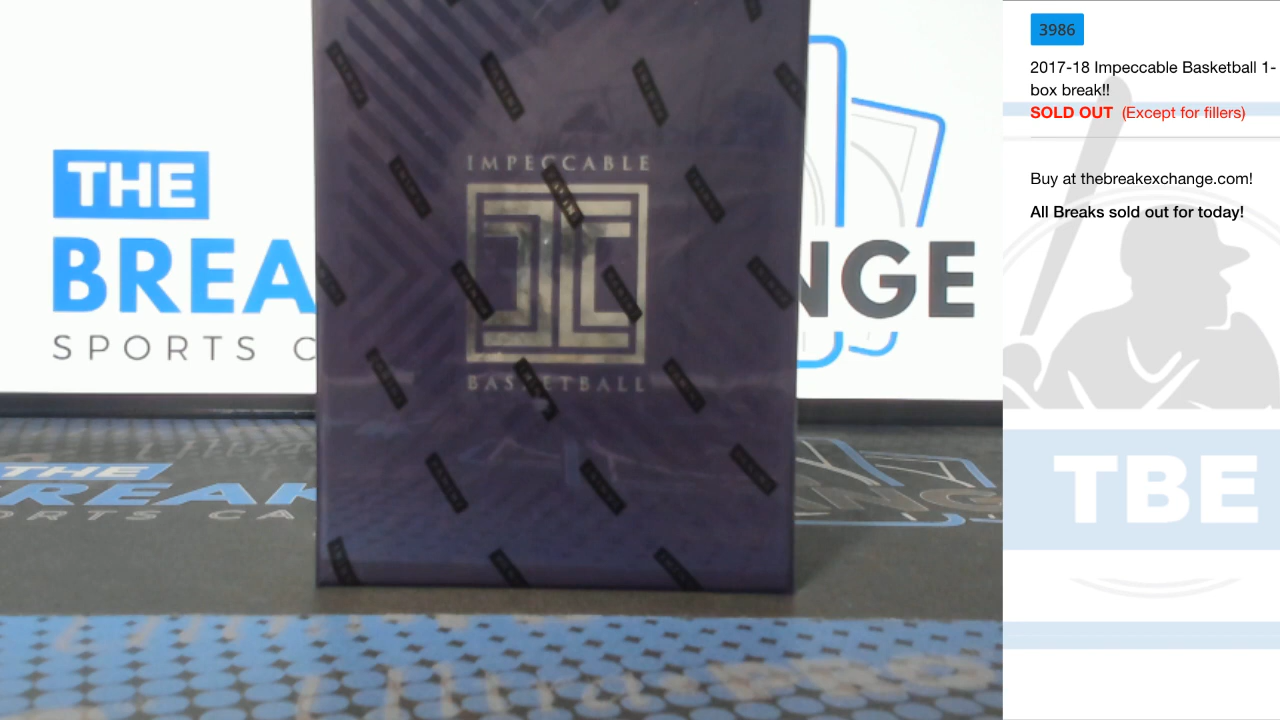 THE
BREA NGE
SPORTS C
IMPECCABLE
BASKETBALL
THE
3986
2017-18 Impeccable Basketball 1-
box break!!
SOLD OUT (Except for fillers)
Buy at thebreakexchange.com!
All Breaks sold out for today!
TBE